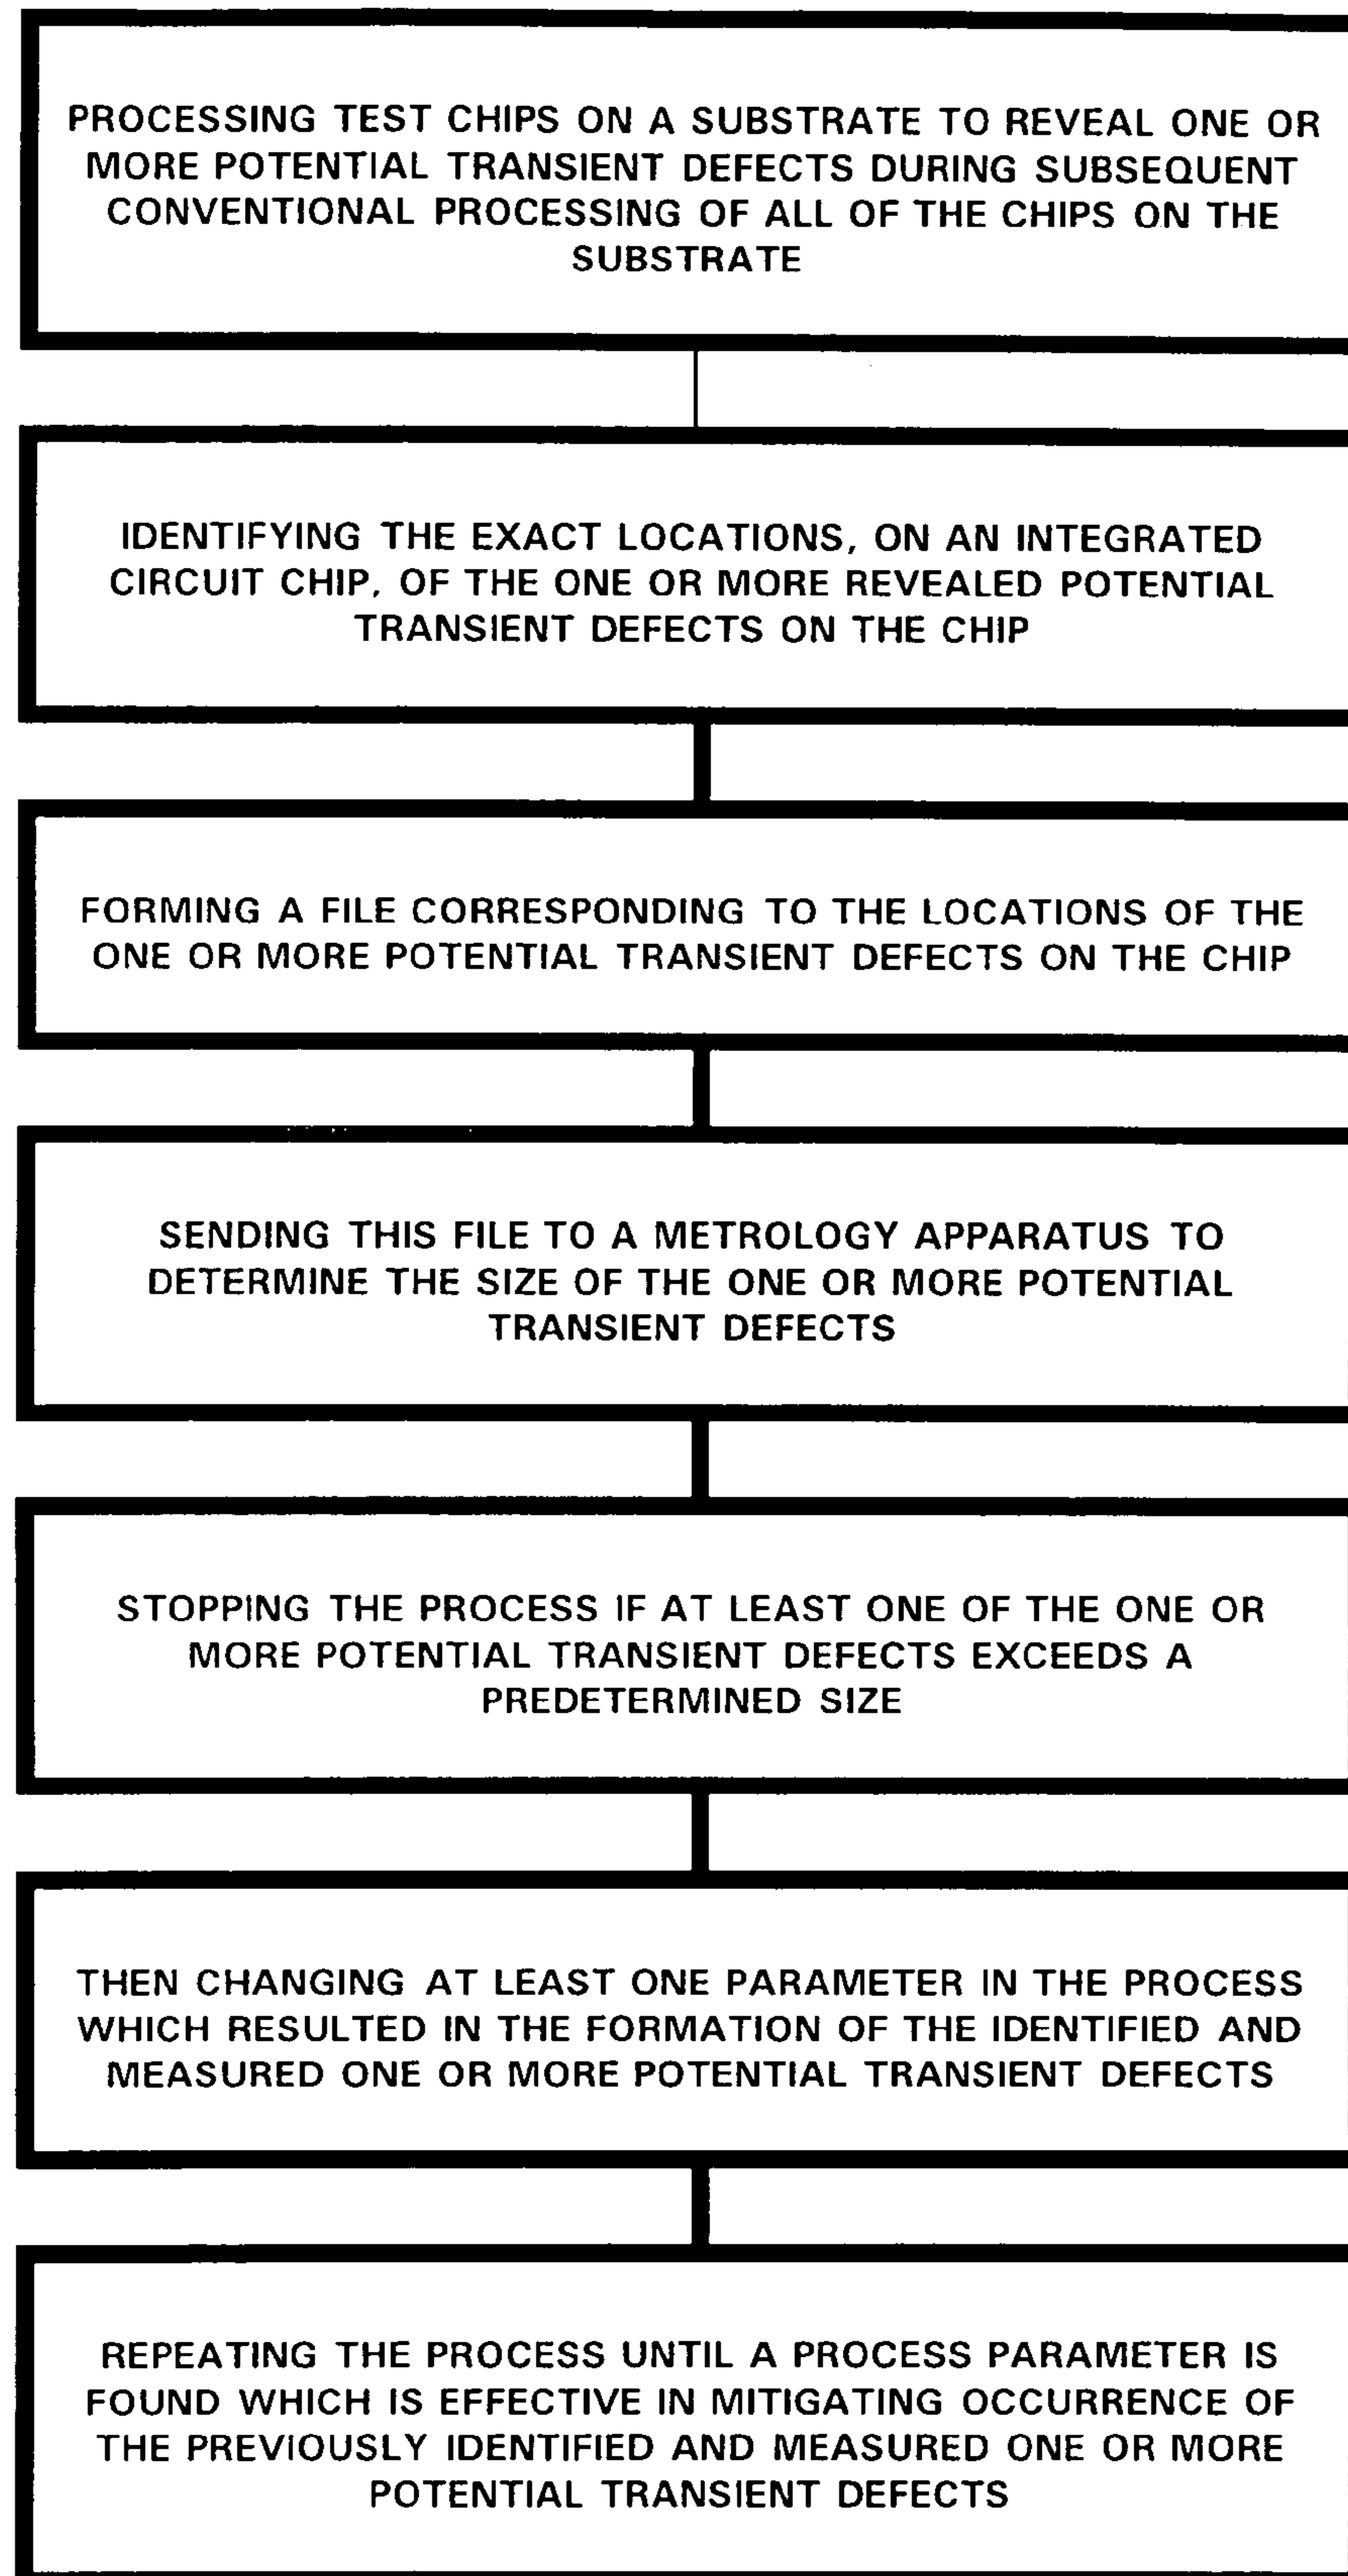 PROCESSING TEST CHIPS ON A SUBSTRATE TO REVEAL ONE OR
MORE POTENTIAL TRANSIENT DEFECTS DURING SUBSEQUENT
CONVENTIONAL PROCESSING OF ALL OF THE CHIPS ON THE
SUBSTRATE
IDENTIFYING THE EXACT LOCATIONS, ON AN INTEGRATED
CIRCUIT CHIP, OF THE ONE OR MORE REVEALED POTENTIAL
TRANSIENT DEFECTS ON THE CHIP
FORMING A FILE CORRESPONDING TO THE LOCATIONS OF THE
ONE OR MORE POTENTIAL TRANSIENT DEFECTS ON THE CHIP
SENDING THIS FILE TO A METROLOGY APPARATUS TO
DETERMINE THE SIZE OF THE ONE OR MORE POTENTIAL
TRANSIENT DEFECTS
STOPPING THE PROCESS IF AT LEAST ONE OF THE ONE OR
MORE POTENTIAL TRANSIENT DEFECTS EXCEEDS A
PREDETERMINED SIZE
THEN CHANGING AT LEAST ONE PARAMETER IN THE PROCESS
WHICH RESULTED IN THE FORMATION OF THE IDENTIFIED AND
MEASURED ONE OR MORE POTENTIAL TRANSIENT DEFECTS
REPEATING THE PROCESS UNTIL A PROCESS PARAMETER IS
FOUND WHICH IS EFFECTIVE IN MITIGATING OCCURRENCE OF
THE PREVIOUSLY IDENTIFIED AND MEASURED ONE OR MORE
POTENTIAL TRANSIENT DEFECTS